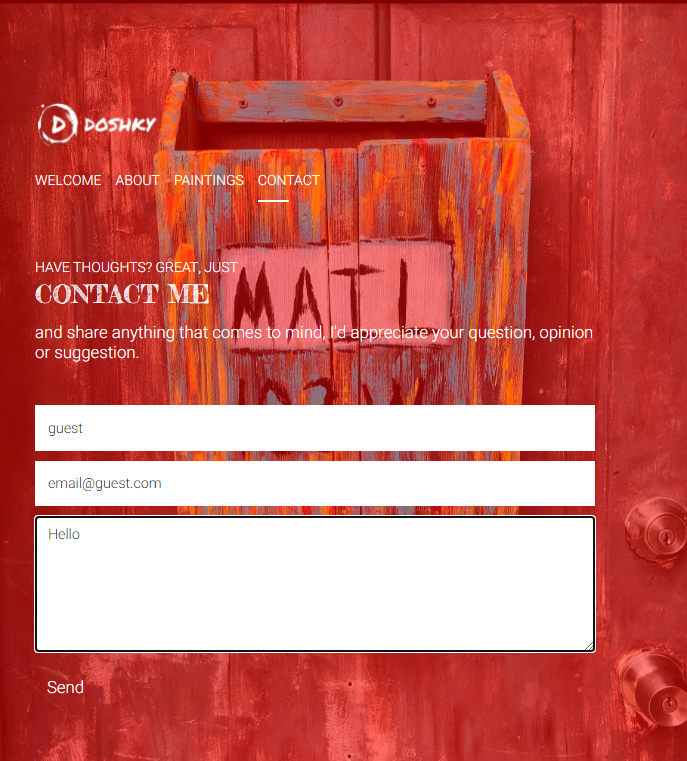 D DOSHKY
WELCOME ABOUT PAINTINGS CONTACT
HAVE THOUGHTS? GREAT, JUST
CONTACT ME
MAIL
and share anything that comes to mind, I'd appreciate your question, opinion
or suggestion.
guest
email@guest.com
Hello
Send